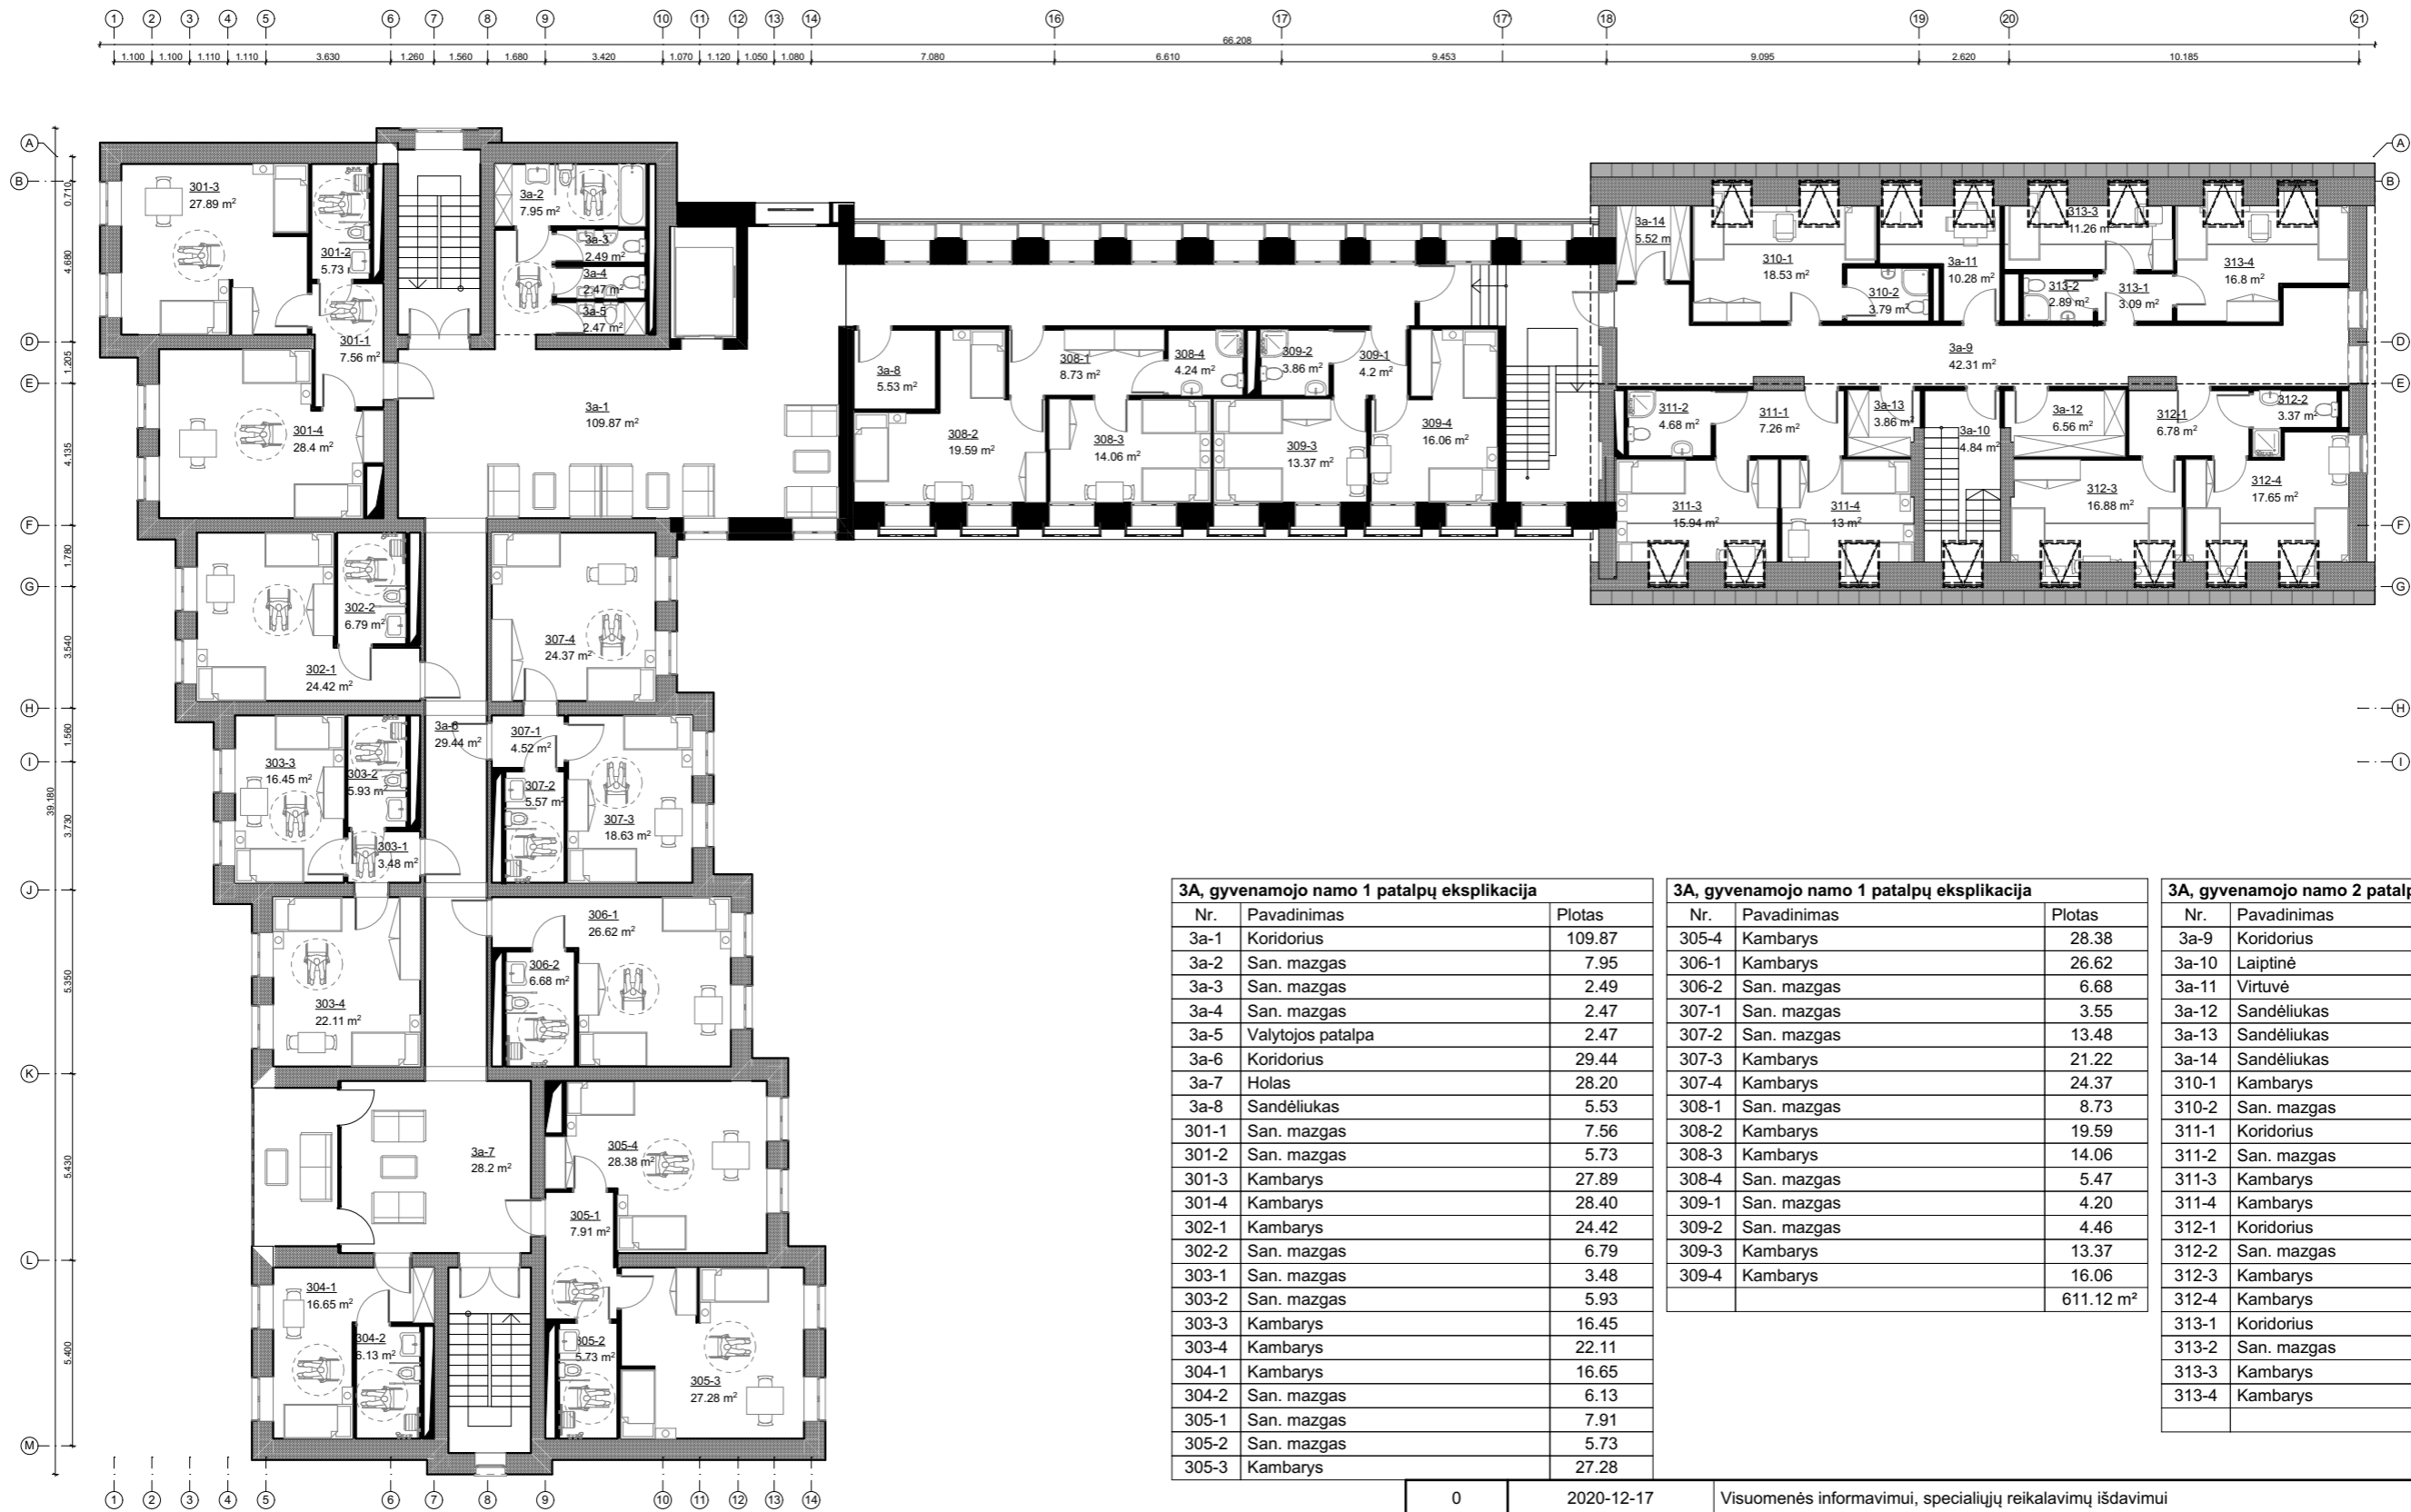 1 2 3 4 5 6 7 8 9 10 11 12 13 14 16 17 17' 18 19 20 21
66.208
1.100 1.100 1.110 1.110 3.630 1.260 1.560 1.680 3.420 1.070 1.120 1.050 1.080 7.080 6.610 9.453 9.095 2.620 10.185
A
B
D
E
F
G
H
I
J
K
L
M
0.710
4.680
1.205
4.135
1.780
3.540
1.560
3.730
5.350
5.430
5.400
39.180
A
B
D
E
F
G
H
I
301-3
27.89 m²
301-2
5.73
301-1
7.56 m²
301-4
28.4 m²
3a-2
7.95 m²
3a-3
2.49 m²
3a-4
2.47 m²
3a-5
2.47 m²
3a-1
109.87 m²
3a-8
5.53 m²
308-2
19.59 m²
308-1
8.73 m²
308-4
4.24 m²
308-3
14.06 m²
309-2
3.86 m²
309-1
4.2 m²
309-3
13.37 m²
309-4
16.06 m²
3a-14
5.52 m
310-1
18.53 m²
310-2
3.79 m²
3a-11
10.28 m²
313-3
11.26 m
313-4
16.8 m²
313-2
2.89 m²
313-1
3.09 m²
3a-9
42.31 m²
311-2
4.68 m²
311-1
7.26 m²
3a-13
3.86 m²
3a-10
4.84 m²
3a-12
6.56 m²
312-1
6.78 m²
312-2
3.37 m²
311-3
15.94 m²
311-4
13 m²
312-3
16.88 m²
312-4
17.65 m²
302-2
6.79 m²
302-1
24.42 m²
307-4
24.37 m²
3a-6
29.44 m²
307-1
4.52 m²
303-3
16.45 m²
303-2
5.93 m²
307-2
5.57 m²
307-3
18.63 m²
303-1
3.48 m²
306-1
26.62 m²
306-2
6.68 m²
303-4
22.11 m²
3a-7
28.2 m²
305-4
28.38 m²
305-1
7.91 m²
304-1
16.65 m²
304-2
6.13 m²
305-2
5.73 m²
305-3
27.28 m²
1 2 3 4 5 6 7 8 9 10 11 12 13 14
3A, gyvenamojo namo 1 patalpų eksplikacija
Nr. Pavadinimas Plotas
3a-1 Koridorius 109.87
3a-2 San. mazgas 7.95
3a-3 San. mazgas 2.49
3a-4 San. mazgas 2.47
3a-5 Valytojos patalpa 2.47
3a-6 Koridorius 29.44
3a-7 Holas 28.20
3a-8 Sandėliukas 5.53
301-1 San. mazgas 7.56
301-2 San. mazgas 5.73
301-3 Kambarys 27.89
301-4 Kambarys 28.40
302-1 Kambarys 24.42
302-2 San. mazgas 6.79
303-1 San. mazgas 3.48
303-2 San. mazgas 5.93
303-3 Kambarys 16.45
303-4 Kambarys 22.11
304-1 Kambarys 16.65
304-2 San. mazgas 6.13
305-1 San. mazgas 7.91
305-2 San. mazgas 5.73
305-3 Kambarys 27.28
3A, gyvenamojo namo 1 patalpų eksplikacija
Nr. Pavadinimas Plotas
305-4 Kambarys 28.38
306-1 Kambarys 26.62
306-2 San. mazgas 6.68
307-1 San. mazgas 3.55
307-2 San. mazgas 13.48
307-3 Kambarys 21.22
307-4 Kambarys 24.37
308-1 San. mazgas 8.73
308-2 Kambarys 19.59
308-3 Kambarys 14.06
308-4 San. mazgas 5.47
309-1 San. mazgas 4.20
309-2 San. mazgas 4.46
309-3 Kambarys 13.37
309-4 Kambarys 16.06
611.12 m²
3A, gyvenamojo namo 2 patalp
Nr. Pavadinimas
3a-9 Koridorius
3a-10 Laiptinė
3a-11 Virtuvė
3a-12 Sandėliukas
3a-13 Sandėliukas
3a-14 Sandėliukas
310-1 Kambarys
310-2 San. mazgas
311-1 Koridorius
311-2 San. mazgas
311-3 Kambarys
311-4 Kambarys
312-1 Koridorius
312-2 San. mazgas
312-3 Kambarys
312-4 Kambarys
313-1 Koridorius
313-2 San. mazgas
313-3 Kambarys
313-4 Kambarys
0 2020-12-17 Visuomenės informavimui, specialiųjų reikalavimų išdavimui